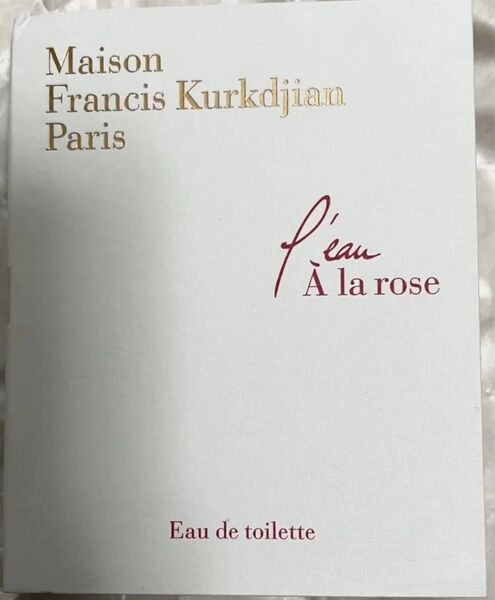 Maison
Francis Kurkdjian
Paris
l'eau
À la rose
Eau de toilette